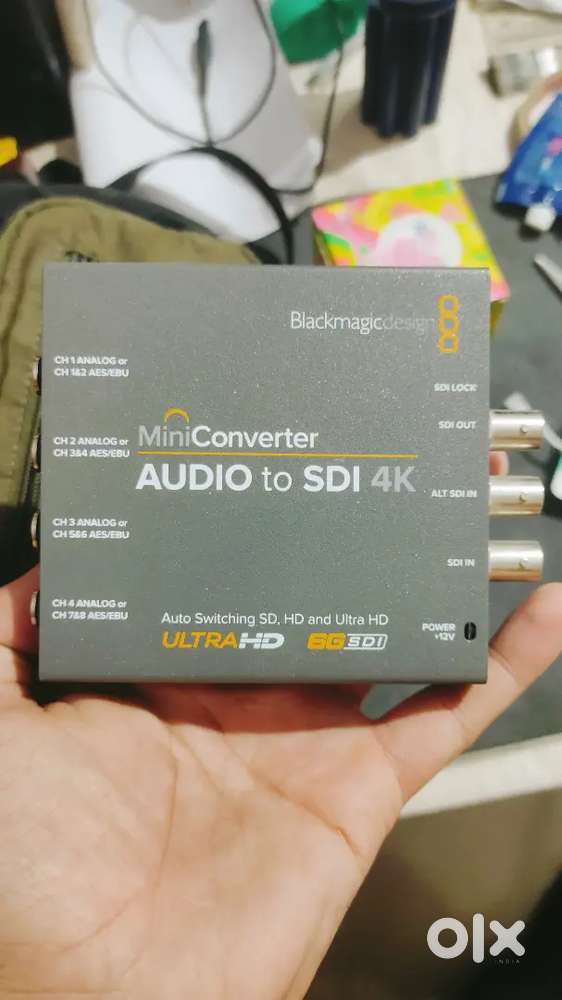 Blackmagicdesign
CH 1 ANALOG or
CH 1&2 AES/EBU
SDI LOCK
SDI OUT
MiniConverter
CH 2 ANALOG or
CH 3&4 AES/EBU
AUDIO to SDI 4K
ALT SDI IN
CH 3 ANALOG or
CH 5&6 AES/EBU
SDI IN
CH 4 ANALOG or
CH 7&8 AES/EBU
Auto Switching SD, HD and Ultra HD
POWER
+12V
ULTRA HD 6G SDI
olx
INDIA